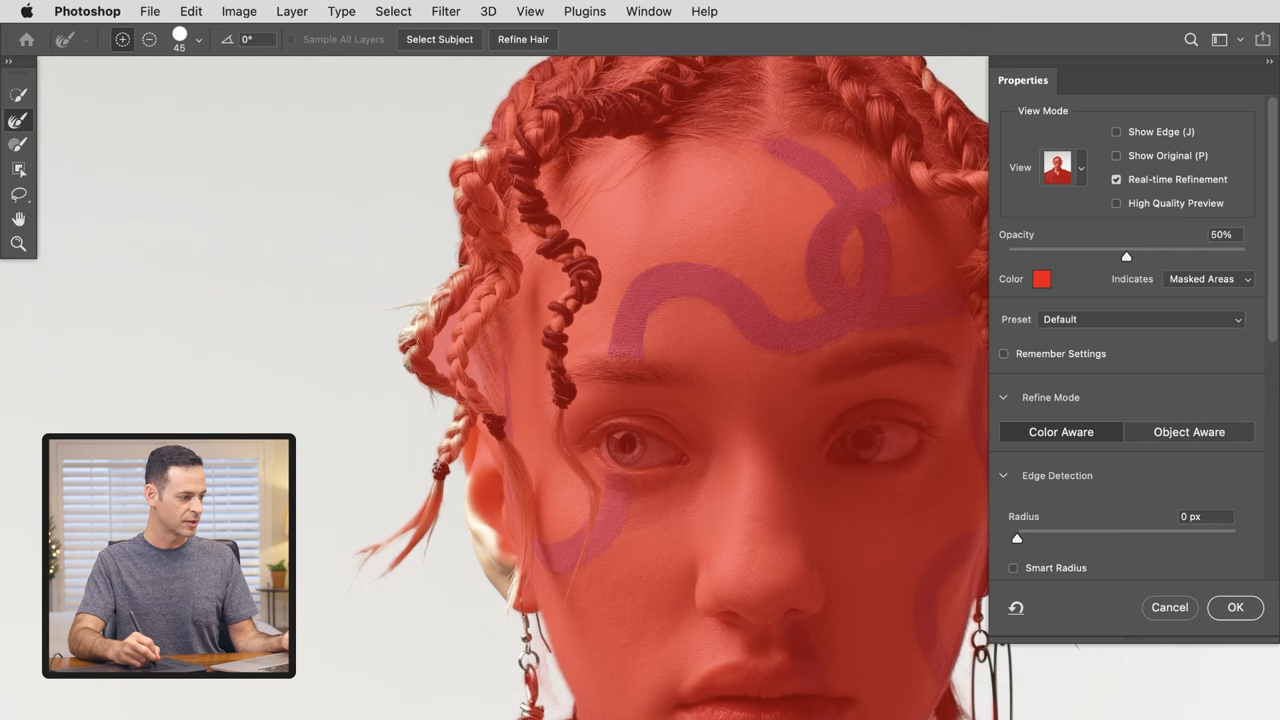 Photoshop File Edit Image Layer Type Select Filter 3D View Plugins Window Help
45 0° Sample All Layers Select Subject Refine Hair
Properties
View Mode
Show Edge (J)
Show Original (P)
View
Real-time Refinement
High Quality Preview
Opacity 50%
Color Indicates Masked Areas
Preset Default
Remember Settings
Refine Mode
Color Aware Object Aware
Edge Detection
Radius 0 px
Smart Radius
Cancel OK